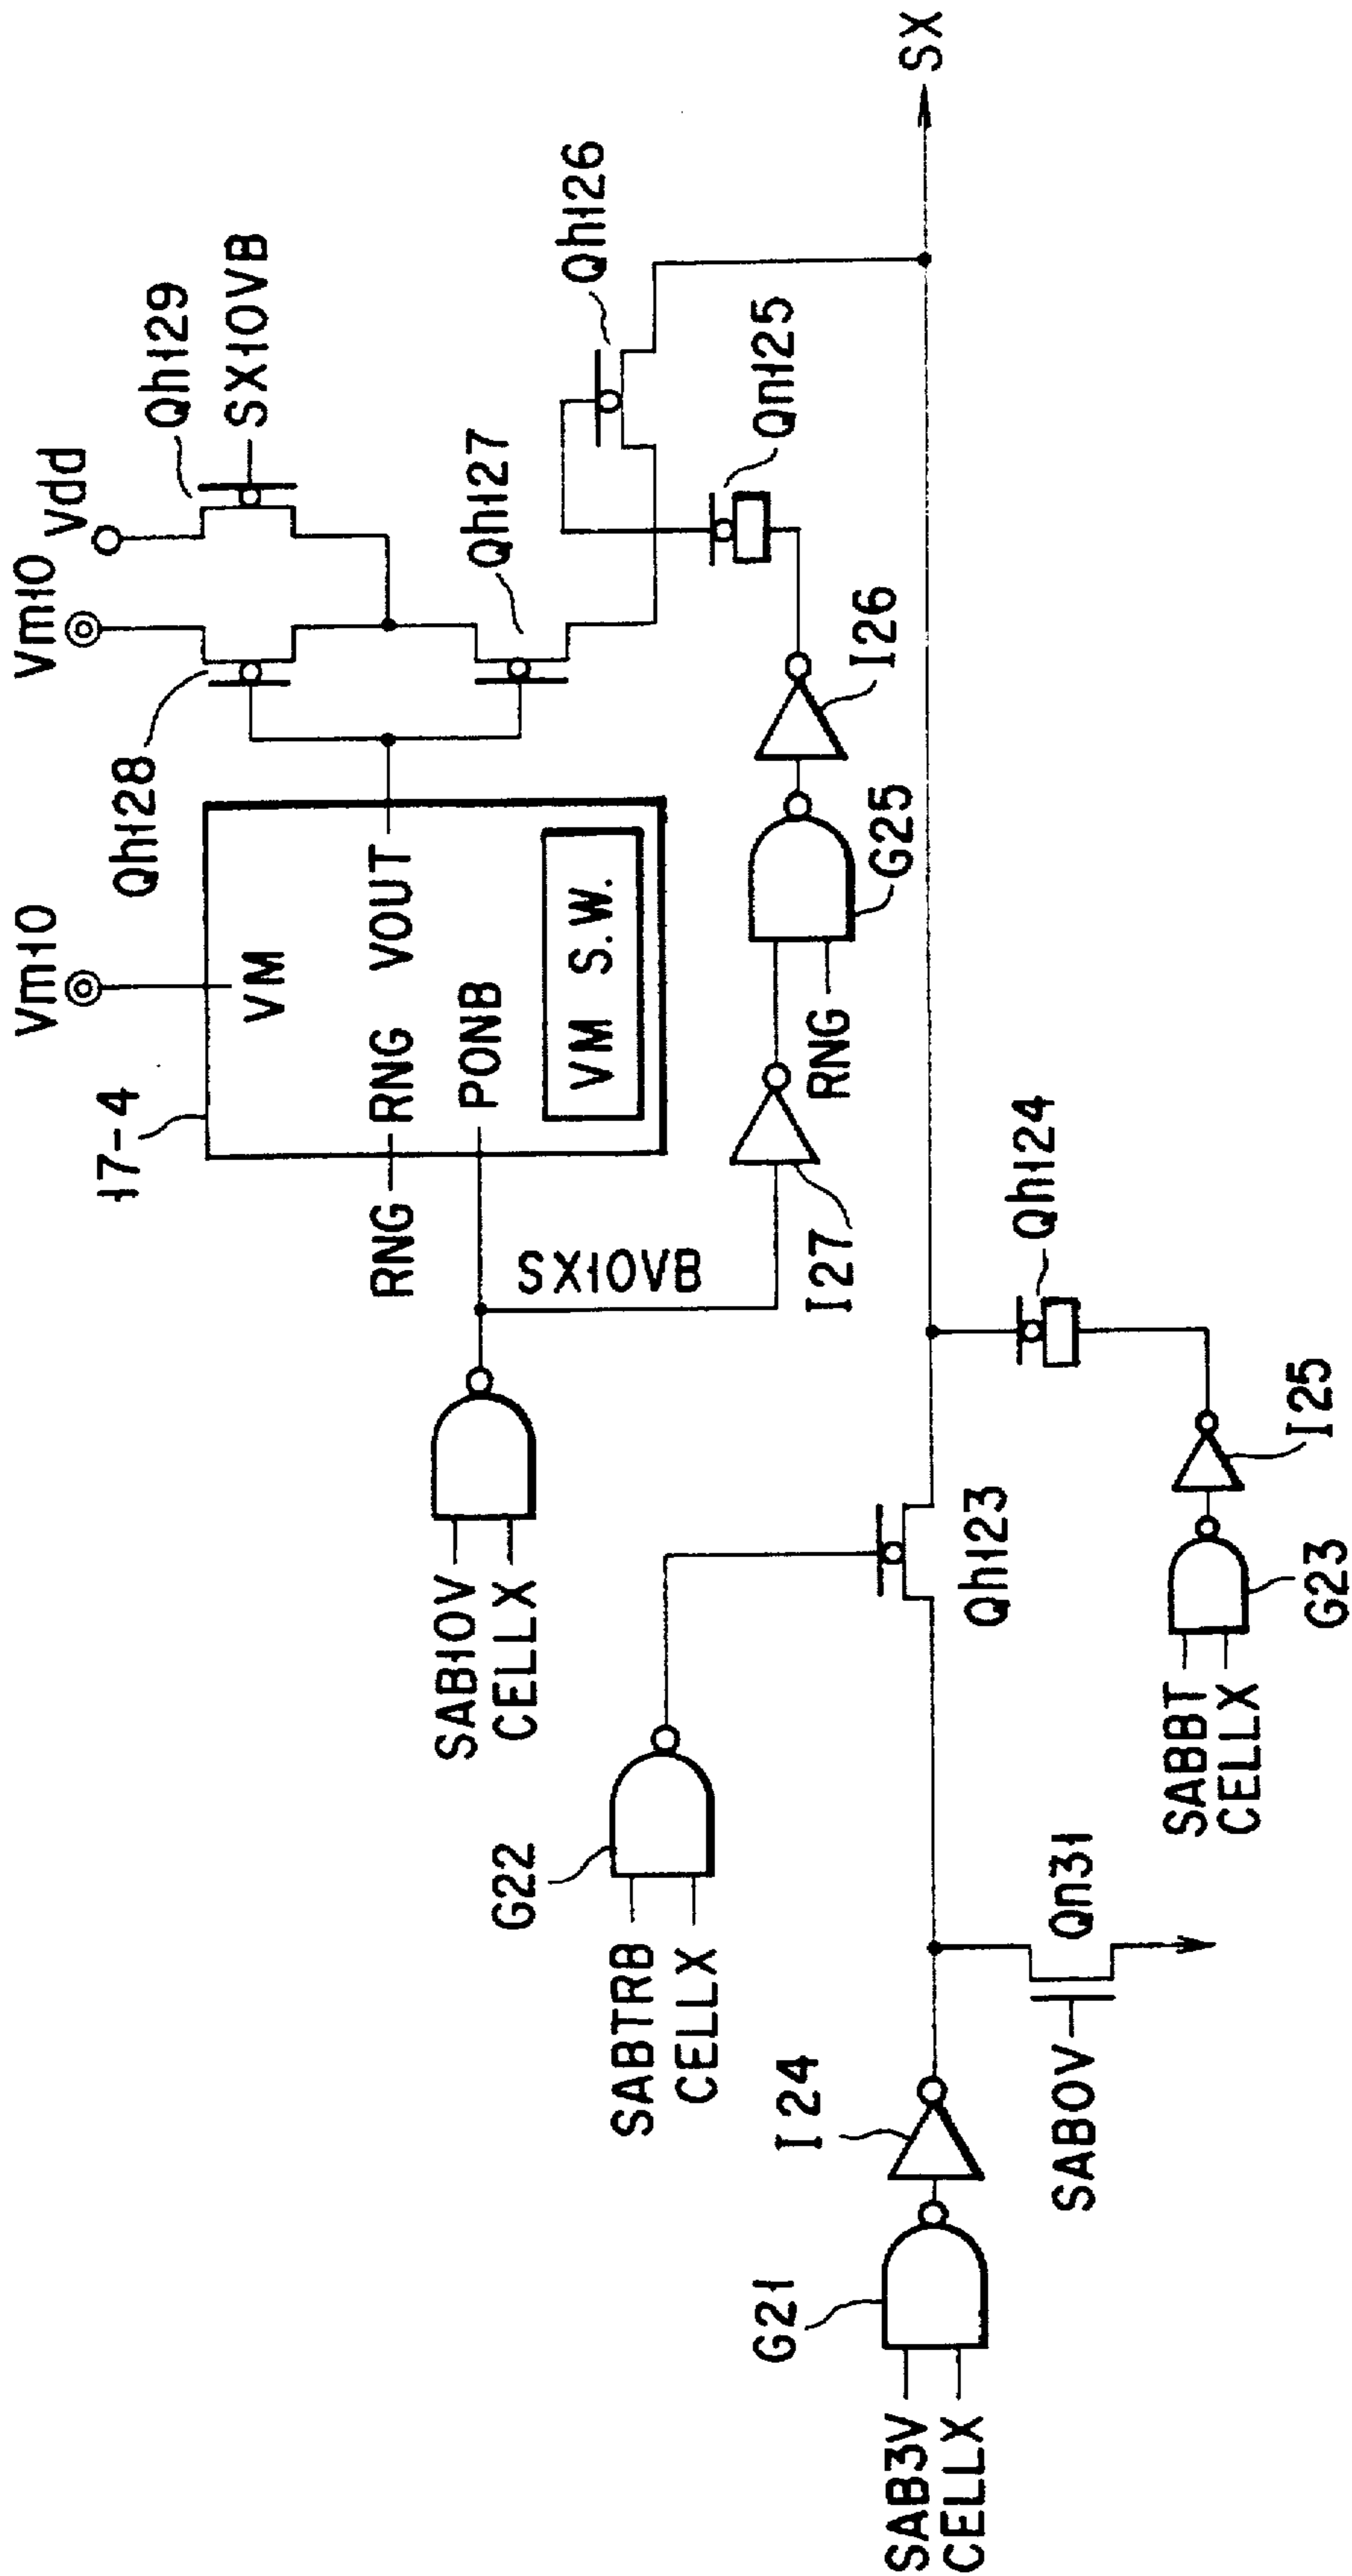 Vm10
Vm10
Vdd
17-4
Qh128
Qh129
SX10VB
VM
RNG
RNG
VOUT
PONB
VM S.W.
SAB10V
CELLX
SX10VB
Qh127
Qh126
G22
SABTRB
CELLX
I27
RNG
G25
I26
Qn125
SX
G21
I24
SAB3V
CELLX
Qh123
Qh124
SAB0V
Qn31
SABBT
CELLX
G23
I25